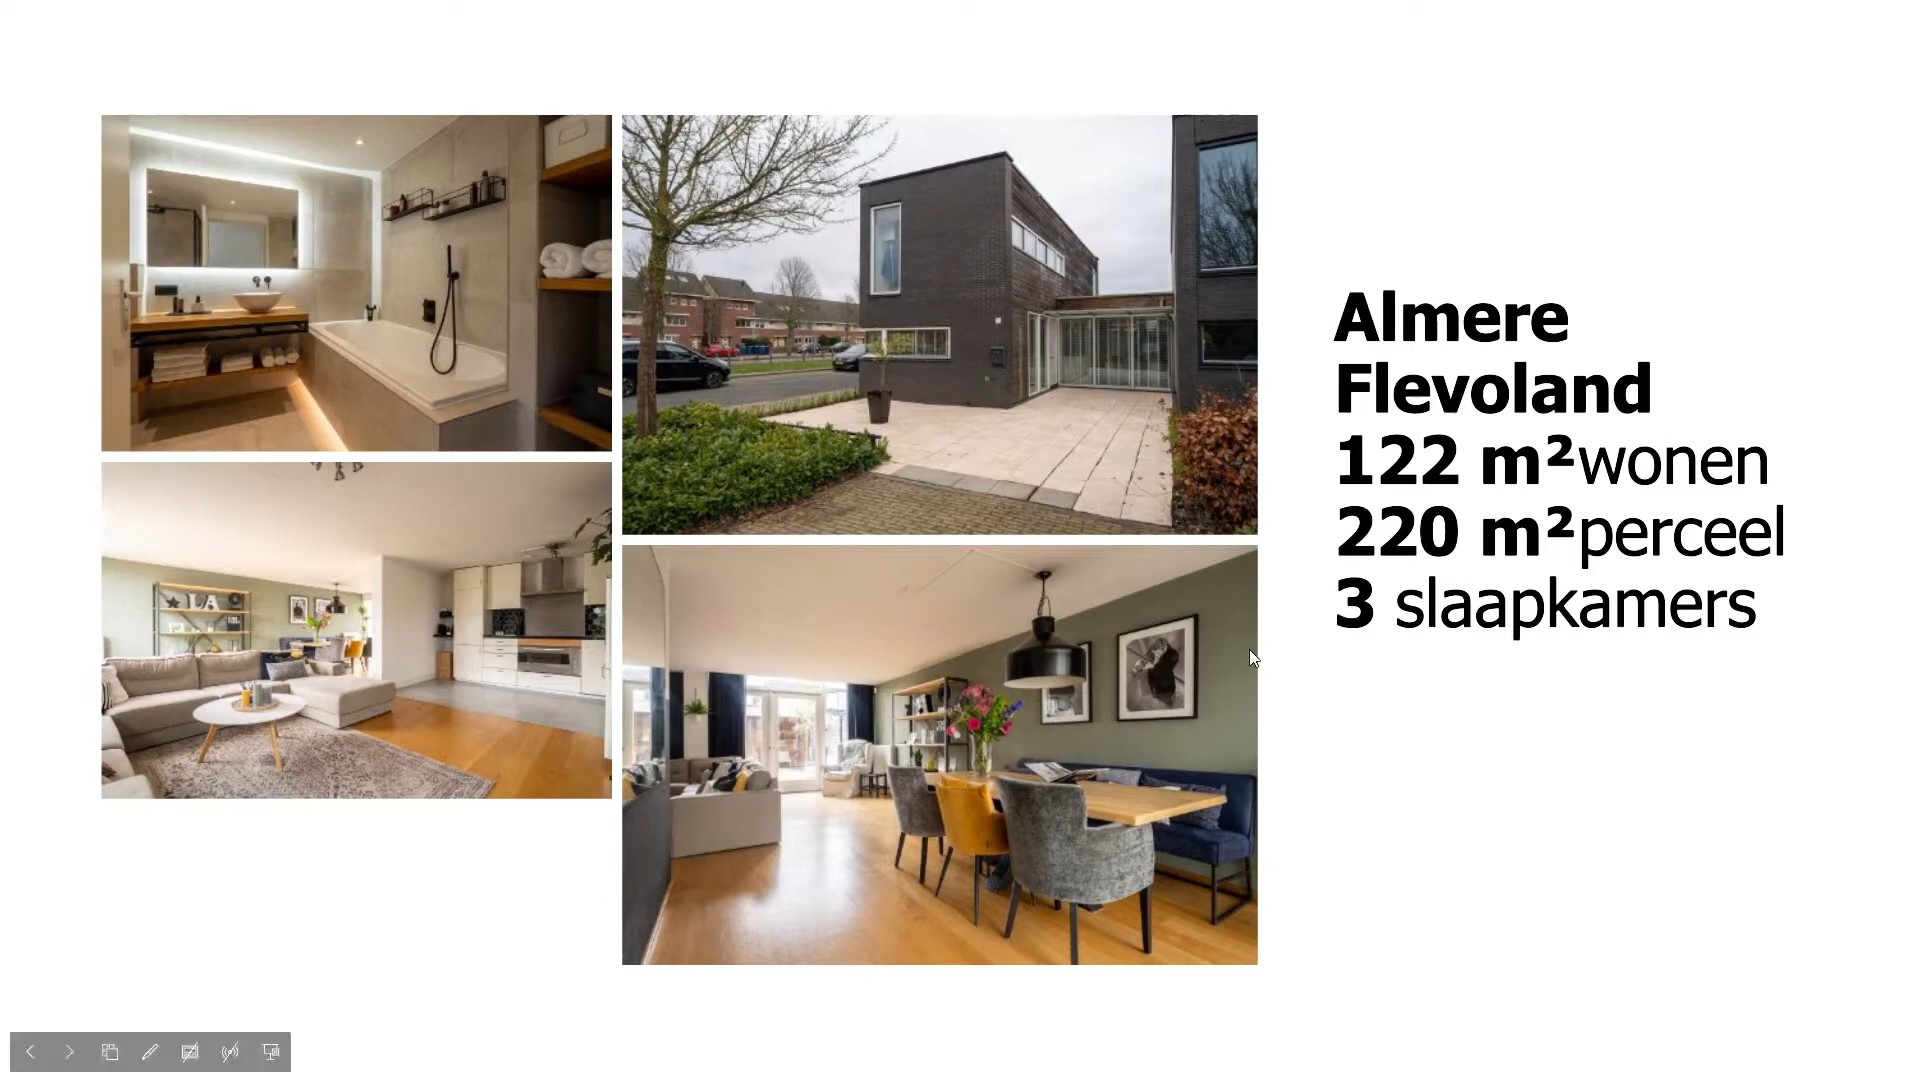 Almere
Flevoland
122 m²wonen
220 m²perceel
3 slaapkamers